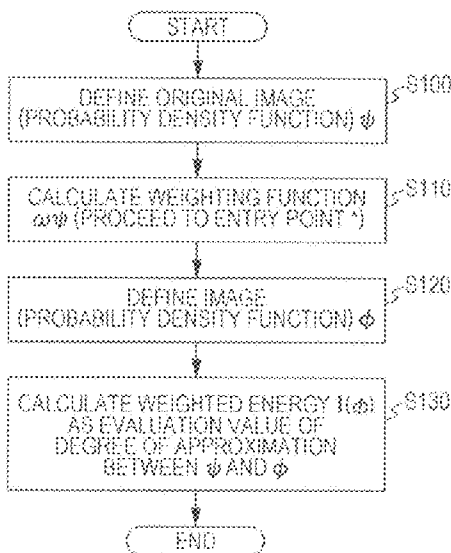 START
DEFINE ORIGINAL IMAGE
(PROBABILITY DENSITY FUNCTION) ψ
S100
CALCULATE WEIGHTING FUNCTION
ωψ (PROCEED TO ENTRY POINT *)
S110
DEFINE IMAGE
(PROBABILITY DENSITY FUNCTION) ϕ
S120
CALCULATE WEIGHTED ENERGY I(ϕ)
AS EVALUATION VALUE OF
DEGREE OF APPROXIMATION
BETWEEN ψ AND ϕ
S130
END